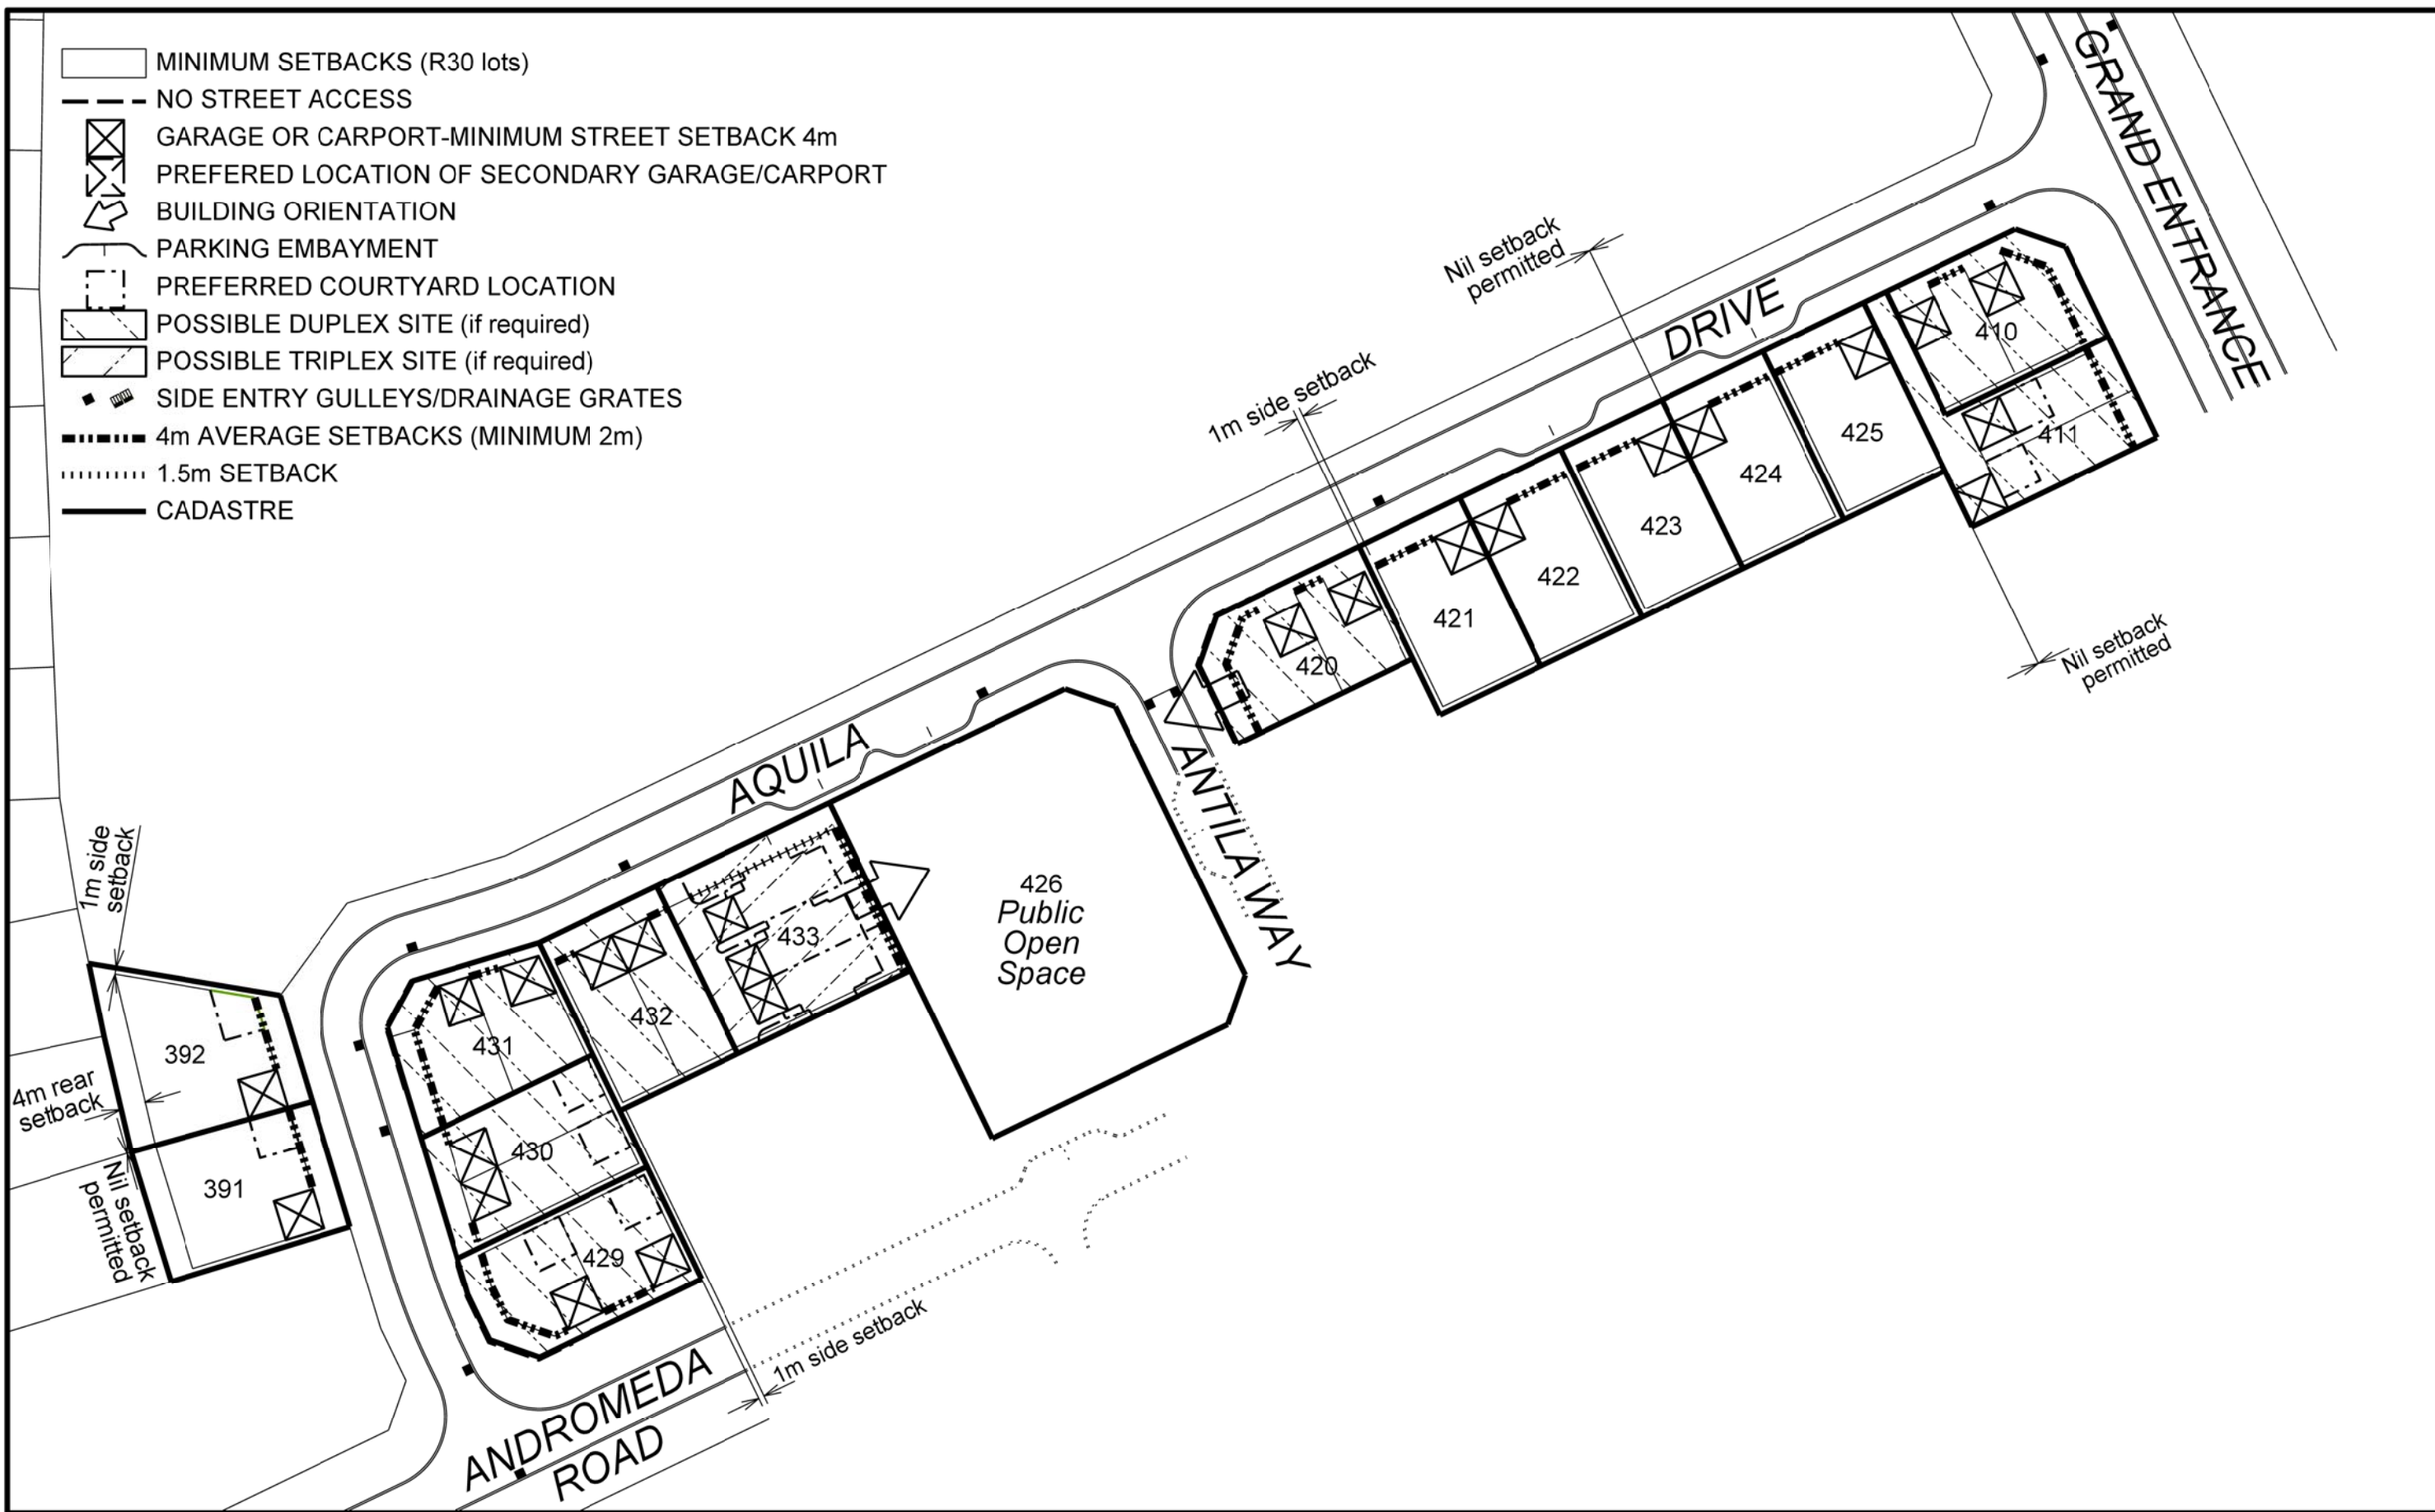 MINIMUM SETBACKS (R30 lots)
NO STREET ACCESS
GARAGE OR CARPORT-MINIMUM STREET SETBACK 4m
PREFERED LOCATION OF SECONDARY GARAGE/CARPORT
BUILDING ORIENTATION
PARKING EMBAYMENT
PREFERRED COURTYARD LOCATION
POSSIBLE DUPLEX SITE (if required)
POSSIBLE TRIPLEX SITE (if required)
SIDE ENTRY GULLEYS/DRAINAGE GRATES
4m AVERAGE SETBACKS (MINIMUM 2m)
1.5m SETBACK
CADASTRE
GRAND ENTRANCE
Nil setback
permitted
DRIVE
1m side setback
410
411
425
424
423
422
421
420
Nil setback
permitted
AQUILA
ANTILA WAY
426
Public
Open
Space
433
432
431
430
429
1m side
setback
392
4m rear
setback
391
Nil setback
permitted
1m side setback
ANDROMEDA
ROAD